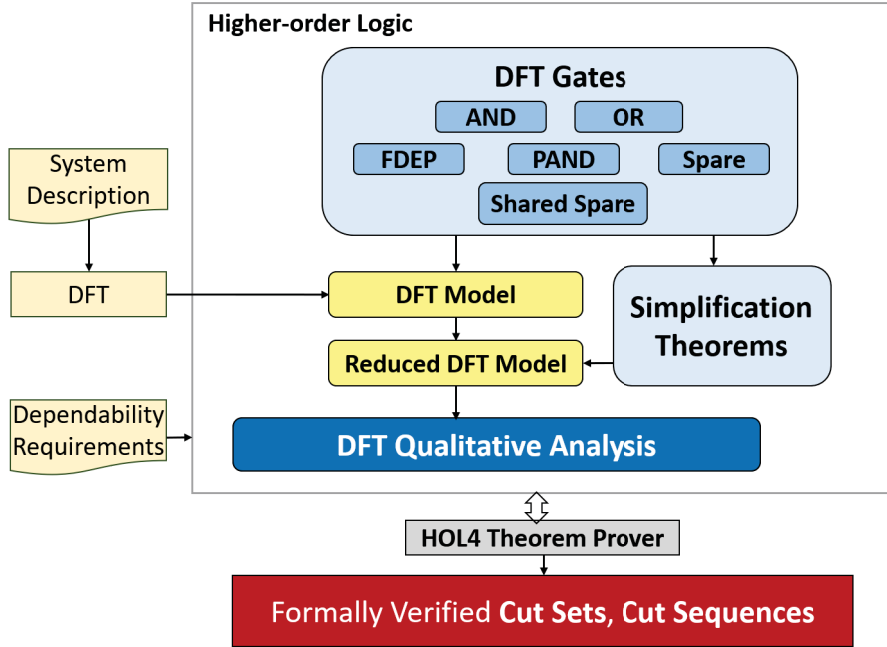 Higher-order Logic
DFT Gates
AND
OR
FDEP
PAND
Spare
Shared Spare
System
Description
DFT
DFT Model
Simplification
Theorems
Reduced DFT Model
Dependability
Requirements
DFT Qualitative Analysis
HOL4 Theorem Prover
Formally Verified Cut Sets, Cut Sequences